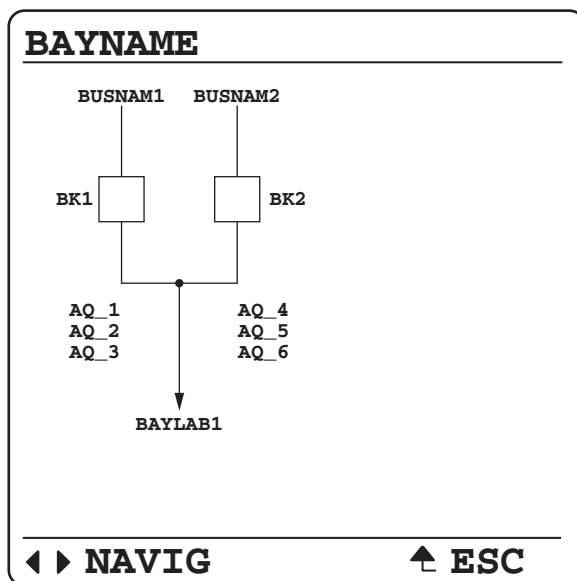 BAYNAME
BUSNAM1 BUSNAM2
BK1 BK2
AQ_1 AQ_4
AQ_2 AQ_5
AQ_3 AQ_6
BAYLAB1
NAVIG ESC